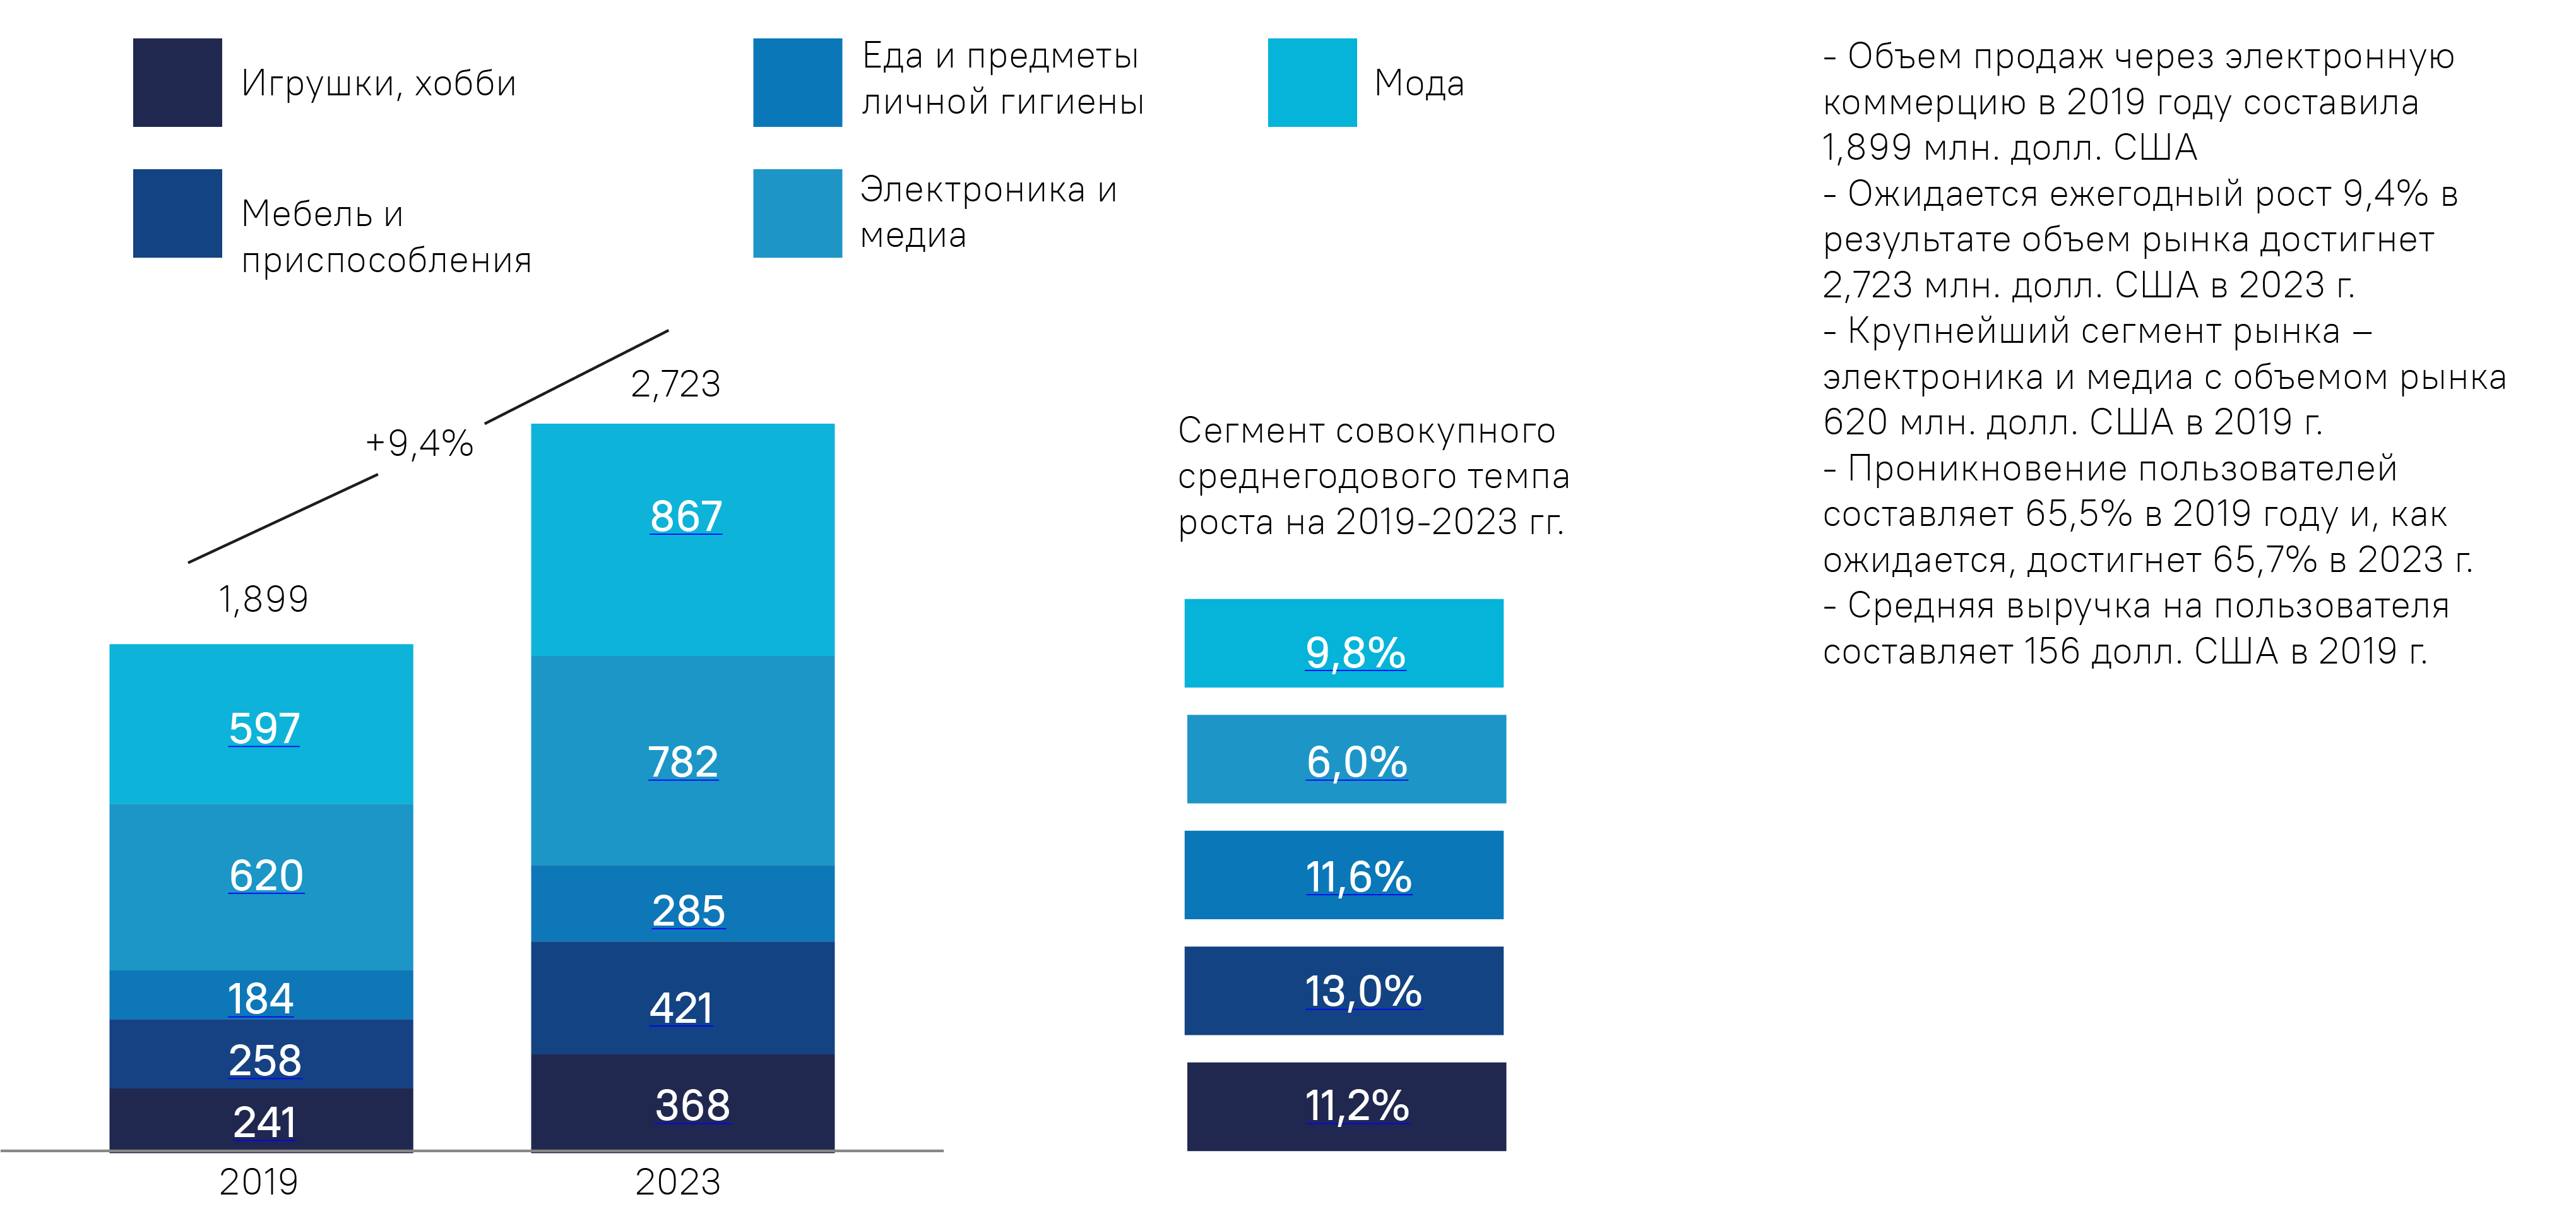 Игрушки, хобби
Мебель и
приспособления
Еда и предметы
личной гигиены
Электроника и
медиа
Мода
2,723
+9,4%
1,899
597
620
184
258
241
2019
867
782
285
421
368
2023
Сегмент совокупного
среднегодового темпа
роста на 2019-2023 гг.
9,8%
6,0%
11,6%
13,0%
11,2%
- Объем продаж через электронную
коммерцию в 2019 году составила
1,899 млн. долл. США
- Ожидается ежегодный рост 9,4% в
результате объем рынка достигнет
2,723 млн. долл. США в 2023 г.
- Крупнейший сегмент рынка –
электроника и медиа с объемом рынка
620 млн. долл. США в 2019 г.
- Проникновение пользователей
составляет 65,5% в 2019 году и, как
ожидается, достигнет 65,7% в 2023 г.
- Средняя выручка на пользователя
составляет 156 долл. США в 2019 г.